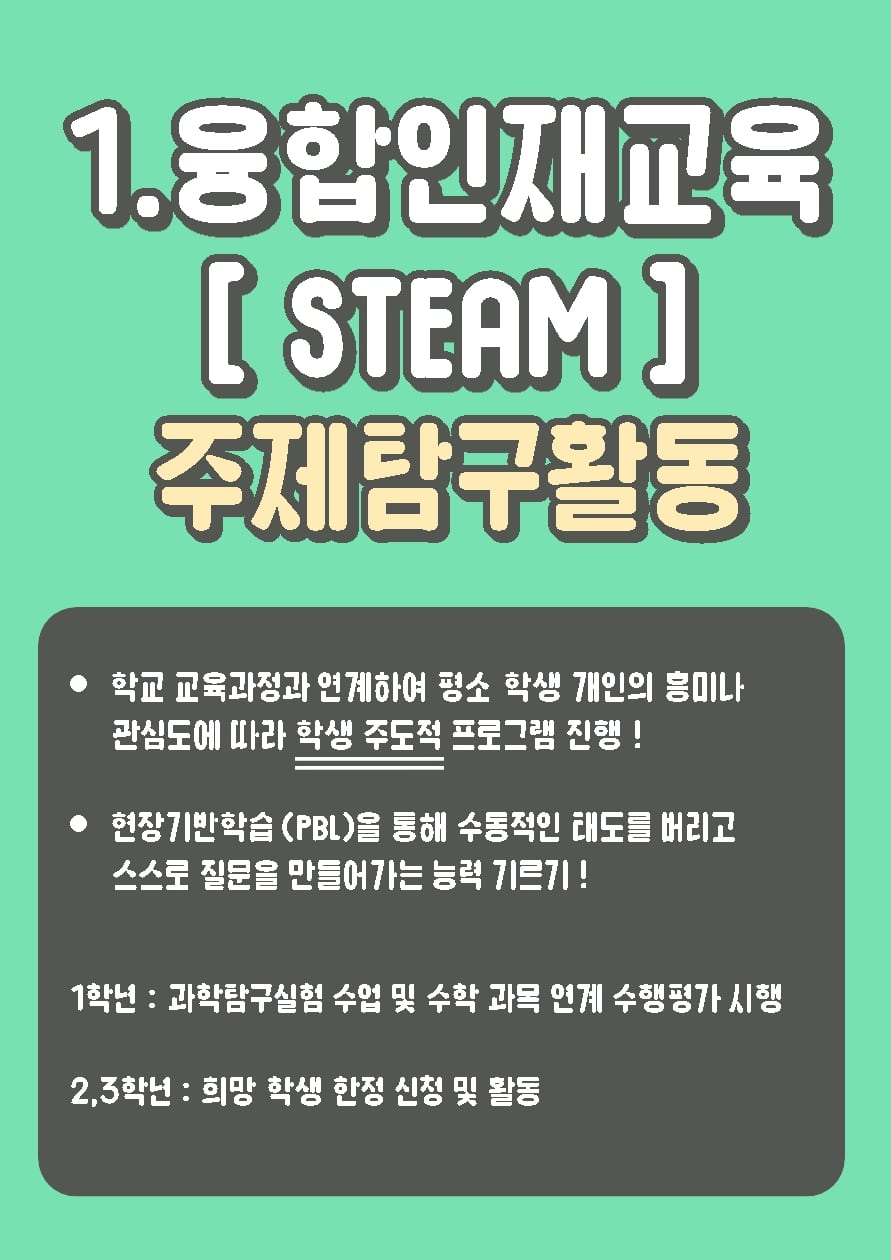 1.융합인재교육
[ STEAM ]
주제탐구활동
• 학교 교육과정과 연계하여 평소 학생 개인의 흥미나
관심도에 따라 학생 주도적 프로그램 진행 !
• 현장기반학습(PBL)을 통해 수동적인 태도를 버리고
스스로 질문을 만들어가는 능력 기르기 !
1학년 : 과학탐구실험 수업 및 수학 과목 연계 수행평가 시행
2,3학년 : 희망 학생 한정 신청 및 활동